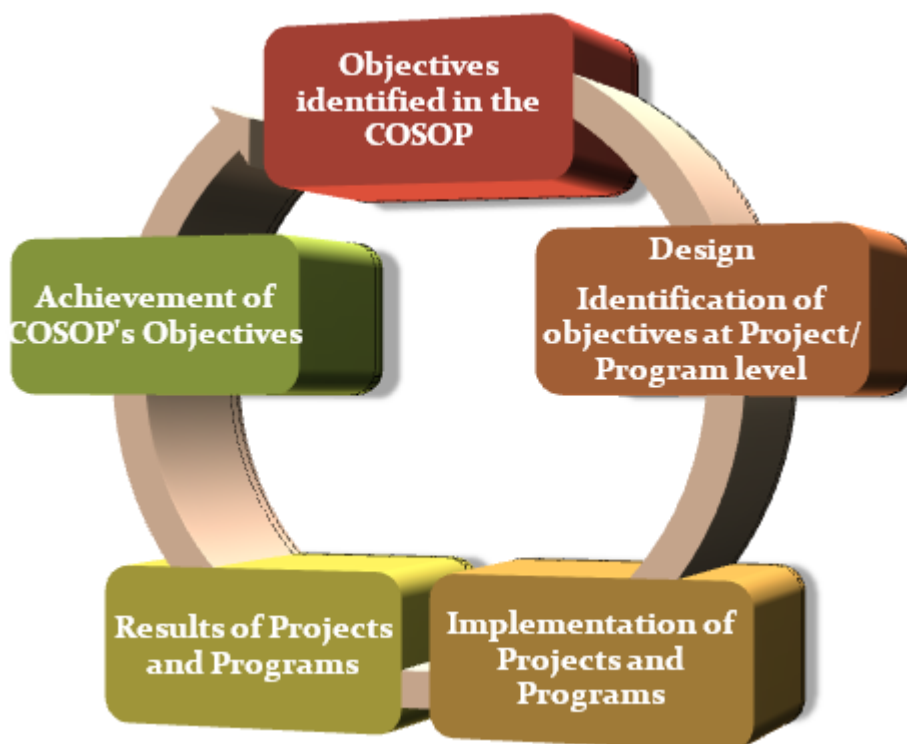 Objectives
identified in the
COSOP
Design
Identification of
objectives at Project/
Program level
Implementation of
Projects and
Programs
Results of Projects
and Programs
Achievement of
COSOP's Objectives